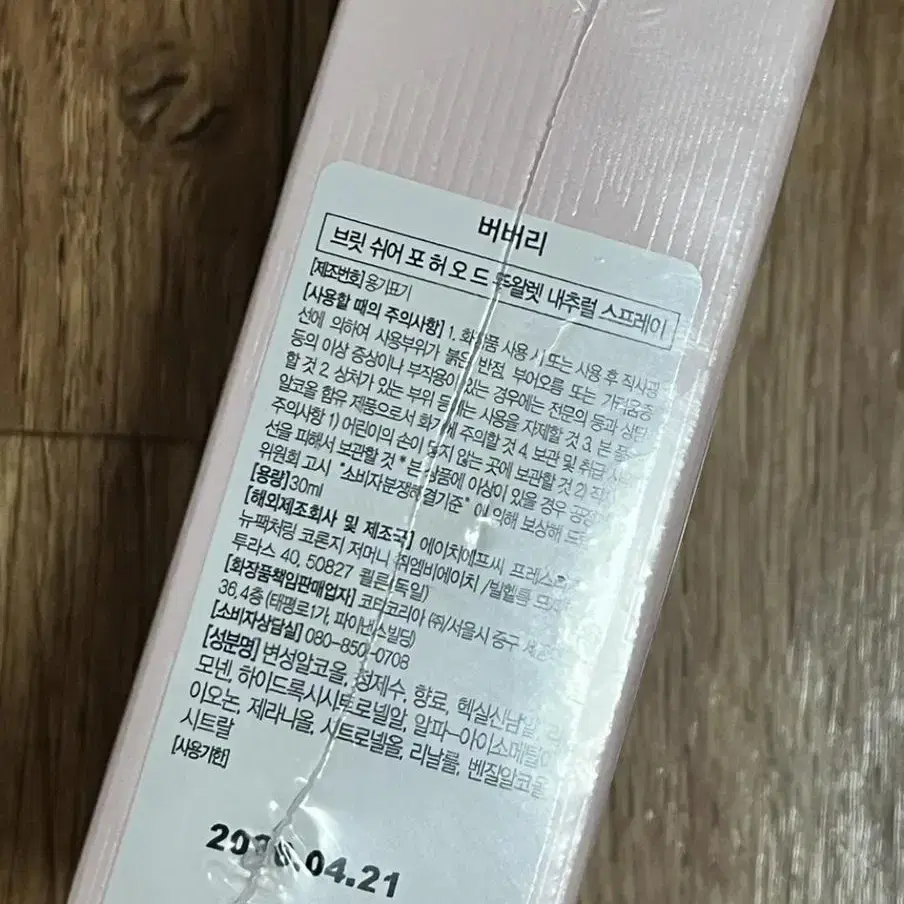 버버리
브릿 쉬어 포 허 오 드 뚜왈렛 내추럴 스프레이
[제조번호] 용기표기
[사용할 때의 주의사항] 1. 화장품 사용 시 또는 사용 후 직사광
선에 의하여 사용부위가 붉은 반점, 부어오름 또는 가려움증
등의 이상 증상이나 부작용이 있는 경우에는 전문의 등과 상담
할 것 2. 상처가 있는 부위 등에는 사용을 자제할 것 3. 본 품은
알코올 함유 제품으로서 화기에 주의할 것 4. 보관 및 취급
주의사항 1) 어린이의 손이 닿지 않는 곳에 보관할 것 2)
선을 피해서 보관할 것 * 본 상품에 이상이 있을 경우
위원회 고시 "소비자분쟁해결기준" 에 의해 보상해
[용량] 30ml
[해외제조회사 및 제조국] 에이치에프씨 프레스티지
뉴팩처링 코론지 저머니 쥐엠비에이치 /빌헬름
투라스 40, 50827 퀼른(독일)
[화장품책임판매업자] 코티코리아 ㈜/서울시 중구
36, 4층 (태평로1가, 파이낸스빌딩)
[소비자상담실] 080-850-0708
[성분명] 변성알코올, 정제수, 향료, 헥실신남알,
모넨, 하이드록시시트로넬알, 알파-아이소메틸
이오논, 제라니올, 시트로넬올, 리날룰, 벤질알코올
시트랄
[사용기한]
.04.21